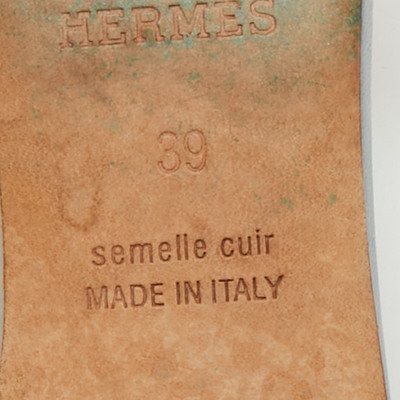 HERMES
39
semelle cuir
MADE IN ITALY